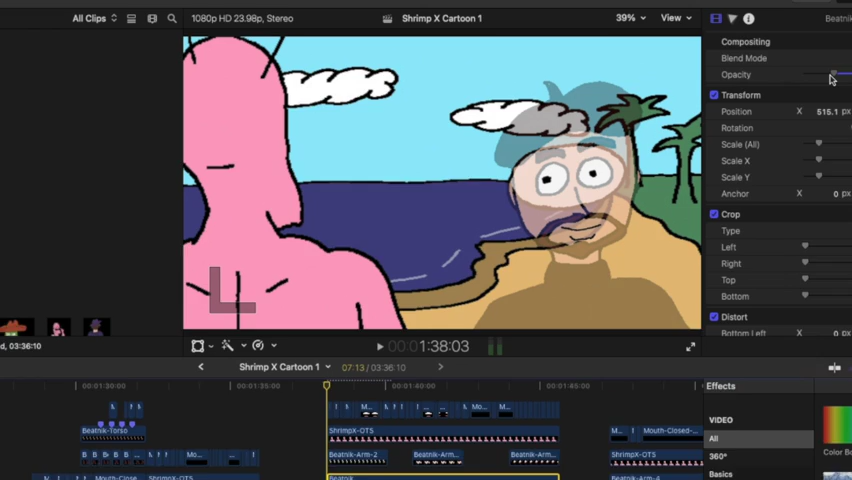 All Clips
1080p HD 23.98p, Stereo
Shrimp X Cartoon 1
39%
View
Beatnik
Compositing
Blend Mode
Opacity
Transform
Position X 515.1 px
Rotation
Scale (All)
Scale X
Scale Y
Anchor X 0 px
Crop
Type
Left
Right
Top
Bottom
Distort
Bottom Left X 0 px
d, 03:36:10
00:01:38:03
Shrimp X Cartoon 1
07:13 / 03:36:10
00:01:30:00
00:01:35:00
00:01:40:00
00:01:45:00
Effects
M
M
M...
M...
M
M
M
...
...
Mo...
M...
VIDEO
Beatnik-Torso
ShrimpX-OTS
M...
Mouth-Closed-...
All
B
B
B
B
Mo...
...
Beatnik-Arm-2
Beatnik-Arm...
Beatnik-Arm...
ShrimpX-OTS
360°
Color Bo
Basics
Mouth-Close
ShrimpX-OTS
Beatnik
Beatnik-Arm-2